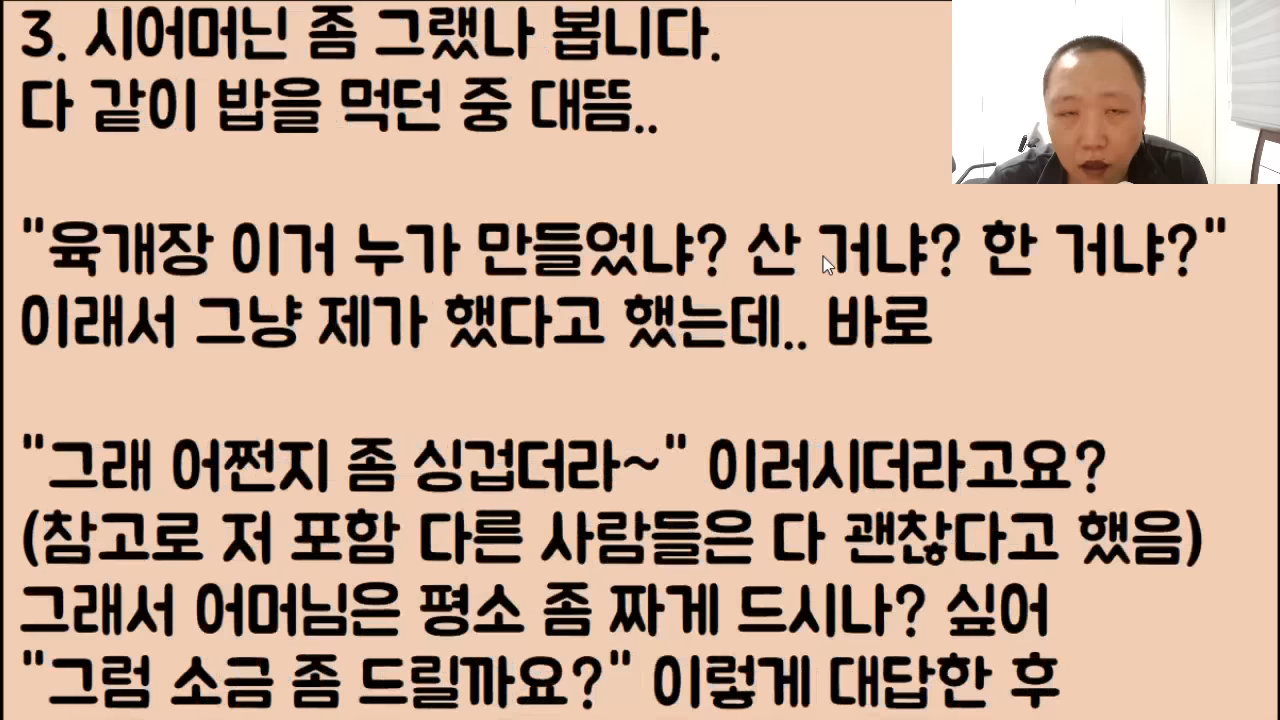 3. 시어머닌 좀 그랬나 봅니다.
다 같이 밥을 먹던 중 대뜸..
"육개장 이거 누가 만들었냐? 산 거냐? 한 거냐?"
이래서 그냥 제가 했다고 했는데.. 바로
"그래 어쩐지 좀 싱겁더라~" 이러시더라고요?
(참고로 저 포함 다른 사람들은 다 괜찮다고 했음)
그래서 어머님은 평소 좀 짜게 드시나? 싶어
"그럼 소금 좀 드릴까요?" 이렇게 대답한 후